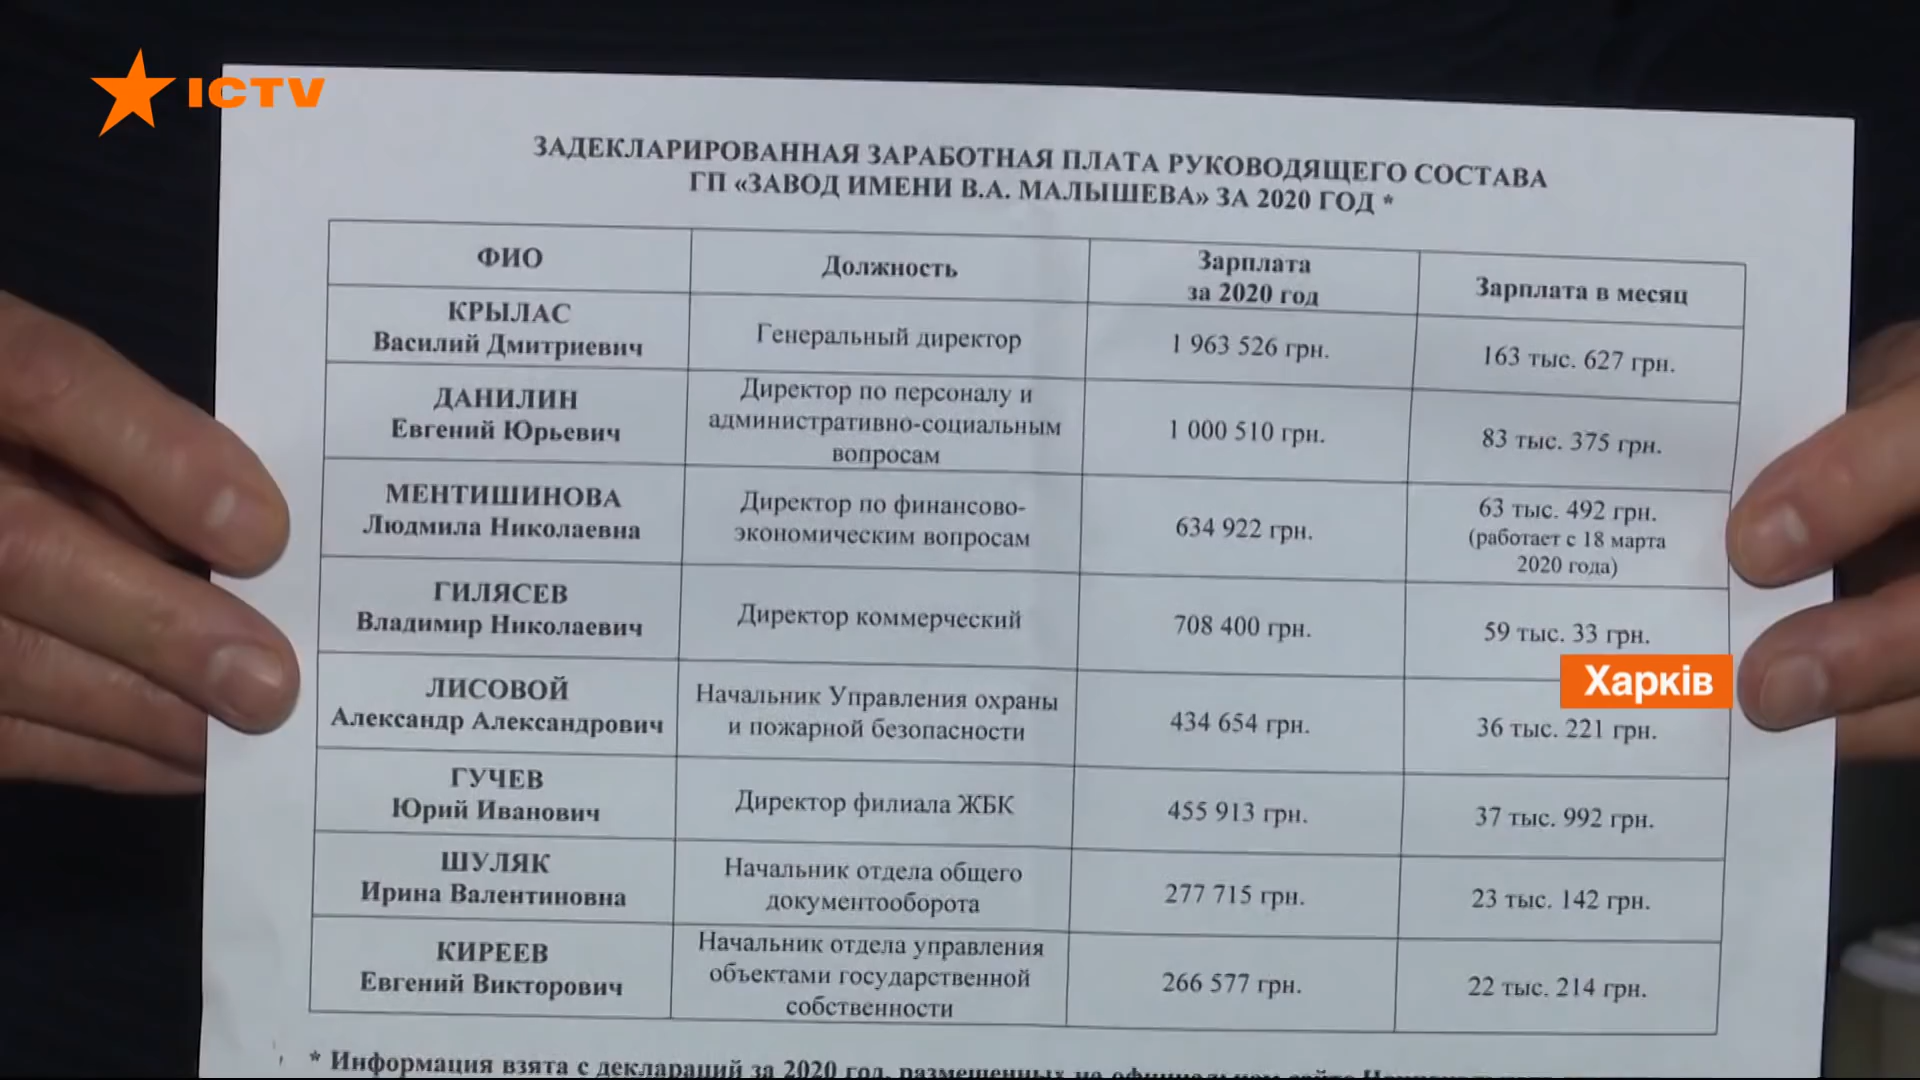 ICTV
ЗАДЕКЛАРИРОВАННАЯ ЗАРАБОТНАЯ ПЛАТА РУКОВОДЯЩЕГО СОСТАВА
ГП «ЗАВОД ИМЕНИ В.А. МАЛЫШЕВА» ЗА 2020 ГОД *
ФИО
Должность
Зарплата
за 2020 год
Зарплата в месяц
КРЫЛАС
Василий Дмитриевич
Генеральный директор
1 963 526 грн.
163 тыс. 627 грн.
ДАНИЛИН
Евгений Юрьевич
Директор по персоналу и
административно-социальным
вопросам
1 000 510 грн.
83 тыс. 375 грн.
МЕНТИШИНОВА
Людмила Николаевна
Директор по финансово-
экономическим вопросам
634 922 грн.
63 тыс. 492 грн.
(работает с 18 марта
2020 года)
ГИЛЯСЕВ
Владимир Николаевич
Директор коммерческий
708 400 грн.
59 тыс. 33 грн.
Харків
ЛИСОВОЙ
Александр Александрович
Начальник Управления охраны
и пожарной безопасности
434 654 грн.
36 тыс. 221 грн.
ГУЧЕВ
Юрий Иванович
Директор филиала ЖБК
455 913 грн.
37 тыс. 992 грн.
ШУЛЯК
Ирина Валентиновна
Начальник отдела общего
документооборота
277 715 грн.
23 тыс. 142 грн.
КИРЕЕВ
Евгений Викторович
Начальник отдела управления
объектами государственной
собственности
266 577 грн.
22 тыс. 214 грн.
* Информация взята с деклараций за 2020 год, размещенных на официальном сайте